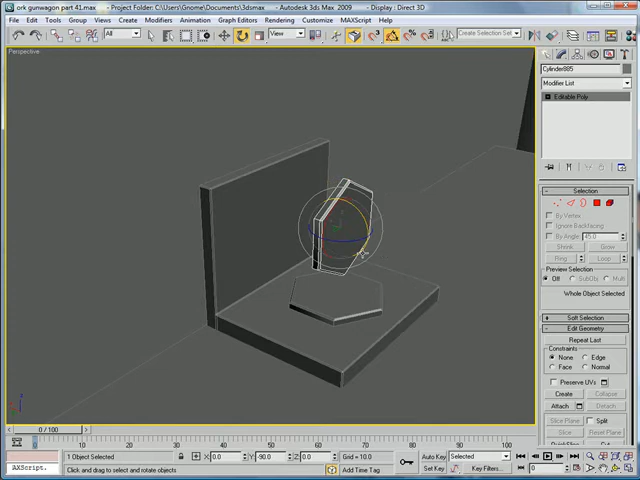 ork gunwagon part 41.max - Project Folder: C:\Users\Gnome\Documents\3dsmax - Autodesk 3ds Max 2009 - Display : Direct 3D
File Edit Tools Group Views Create Modifiers Animation Graph Editors Rendering Customize MAXScript Help
All View Create Selection Set
Perspective
Cylinder885
Modifier List
Editable Poly
Selection
By Vertex
Ignore Backfacing
By Angle: 45.0
Shrink Grow
Ring Loop
Preview Selection
Off SubObj Multi
Whole Object Selected
Soft Selection
Edit Geometry
Repeat Last
Constraints
None Edge
Face Normal
Preserve UVs
Create Collapse
Attach Detach
Slice Plane Split
Slice Reset Plane
QuickSlice Cut
0 / 100
0 10 20 30 40 50 60 70 80 90 100
1 Object Selected X: 0.0 Y: -90.0 Z: 0.0 Grid = 10.0 Auto Key Selected
AXScript. Click and drag to select and rotate objects Add Time Tag Set Key Key Filters... 0